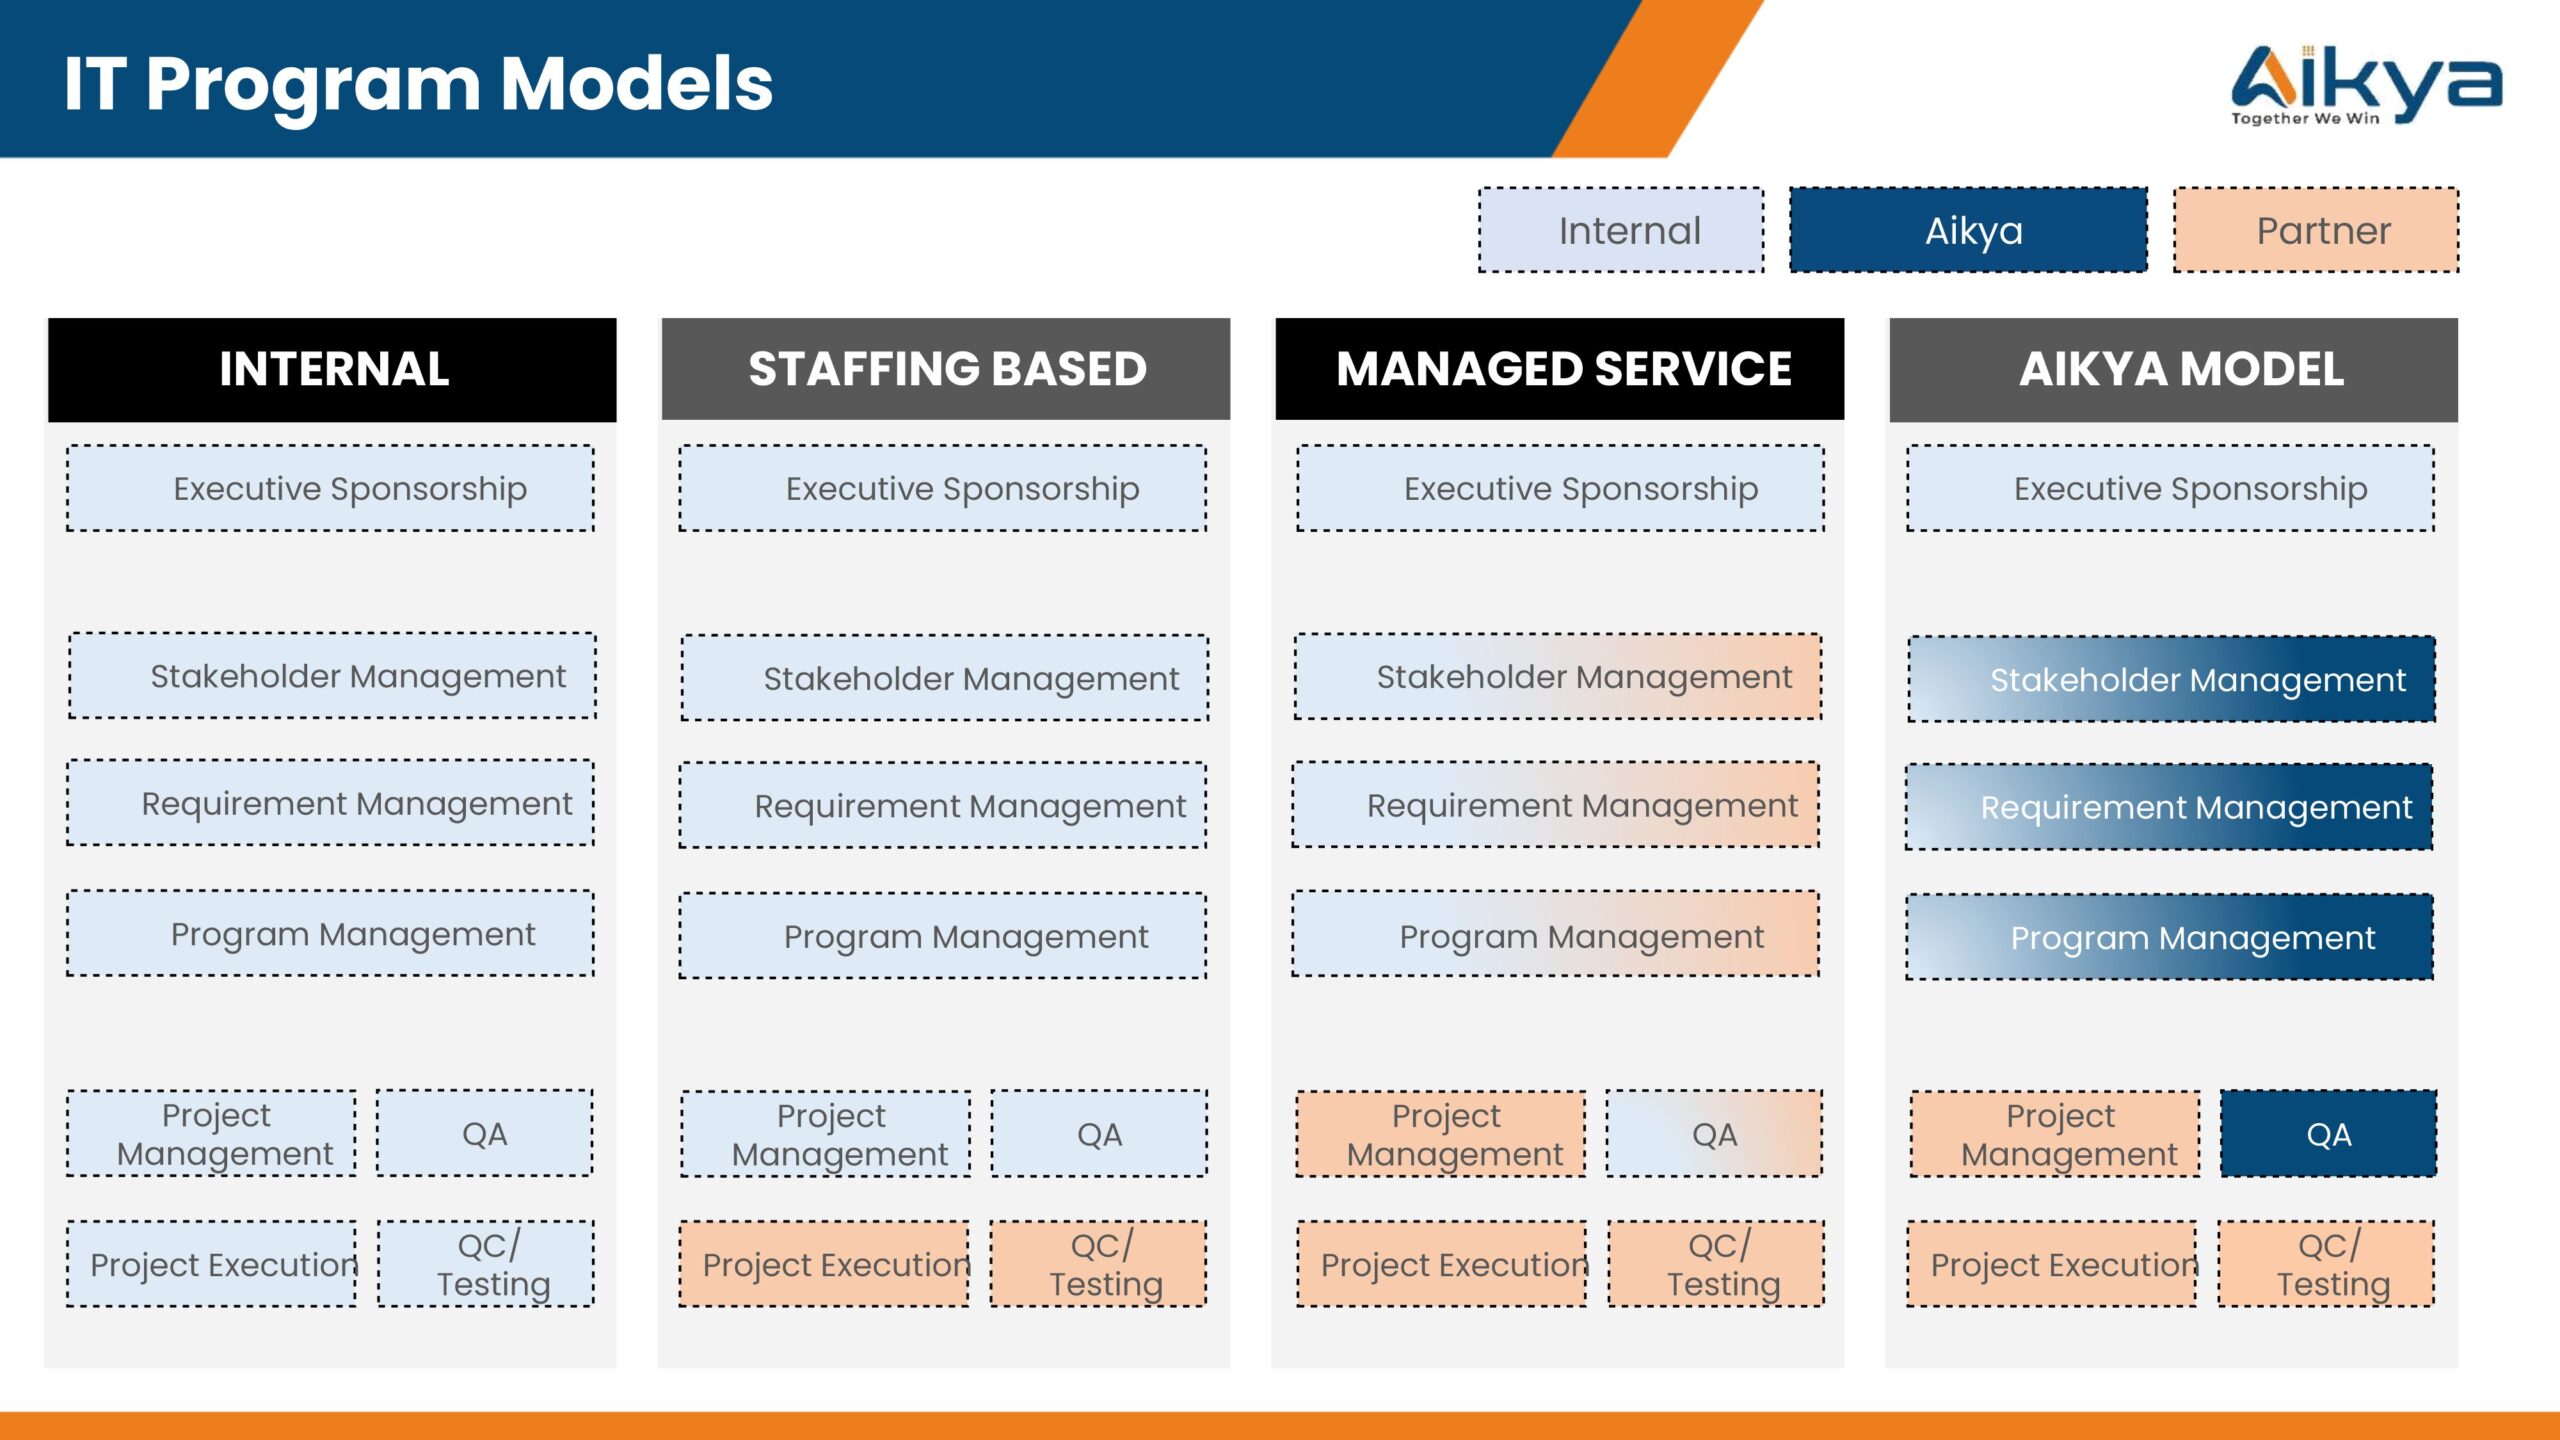 IT Program Models
Aikya
Together We Win
Internal
Aikya
Partner
INTERNAL
Executive Sponsorship
Stakeholder Management
Requirement Management
Program Management
Project
Management
QA
Project Execution
QC/
Testing
STAFFING BASED
Executive Sponsorship
Stakeholder Management
Requirement Management
Program Management
Project
Management
QA
Project Execution
QC/
Testing
MANAGED SERVICE
Executive Sponsorship
Stakeholder Management
Requirement Management
Program Management
Project
Management
QA
Project Execution
QC/
Testing
AIKYA MODEL
Executive Sponsorship
Stakeholder Management
Requirement Management
Program Management
Project
Management
QA
Project Execution
QC/
Testing